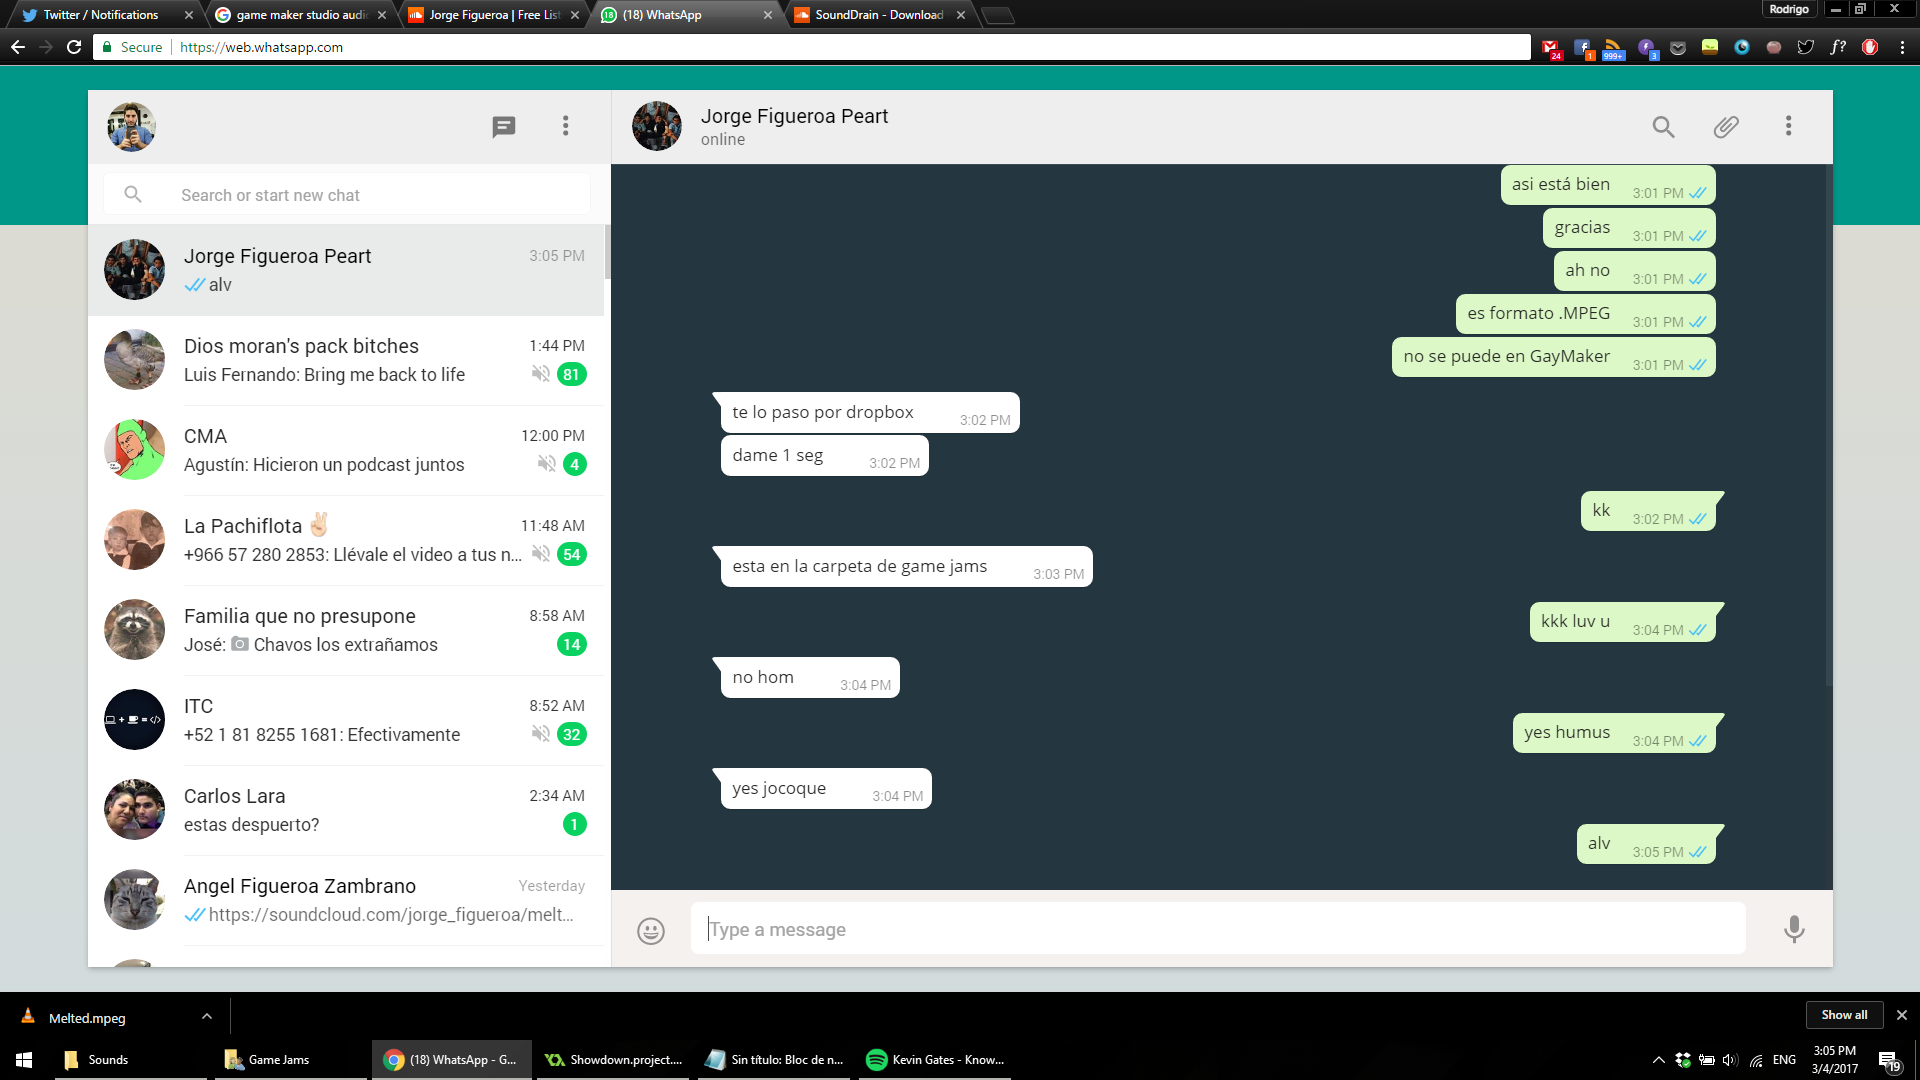 Twitter / Notifications
game maker studio audio
Jorge Figueroa | Free Lis
(18) WhatsApp
SoundDrain - Download
Rodrigo
Secure
https://web.whatsapp.com
24
1
999+
3
f?
Jorge Figueroa Peart
online
Search or start new chat
Jorge Figueroa Peart
3:05 PM
alv
Dios moran's pack bitches
1:44 PM
Luis Fernando: Bring me back to life
81
CMA
12:00 PM
Agustín: Hicieron un podcast juntos
4
La Pachiflota ✌🏻
11:48 AM
+966 57 280 2853: Llévale el video a tus n...
54
Familia que no presupone
8:58 AM
José: 📷 Chavos los extrañamos
14
ITC
8:52 AM
+52 1 81 8255 1681: Efectivamente
32
Carlos Lara
2:34 AM
estas despuerto?
1
Angel Figueroa Zambrano
Yesterday
https://soundcloud.com/jorge_figueroa/melt...
asi está bien 3:01 PM
gracias 3:01 PM
ah no 3:01 PM
es formato .MPEG 3:01 PM
no se puede en GayMaker 3:01 PM
te lo paso por dropbox 3:02 PM
dame 1 seg 3:02 PM
kk 3:02 PM
esta en la carpeta de game jams 3:03 PM
kkk luv u 3:04 PM
no hom 3:04 PM
yes humus 3:04 PM
yes jocoque 3:04 PM
alv 3:05 PM
Type a message
Melted.mpeg
Show all
Sounds
Game Jams
(18) WhatsApp - G...
Showdown.project....
Sin título: Bloc de n...
Kevin Gates - Know...
ENG
3:05 PM
3/4/2017
19